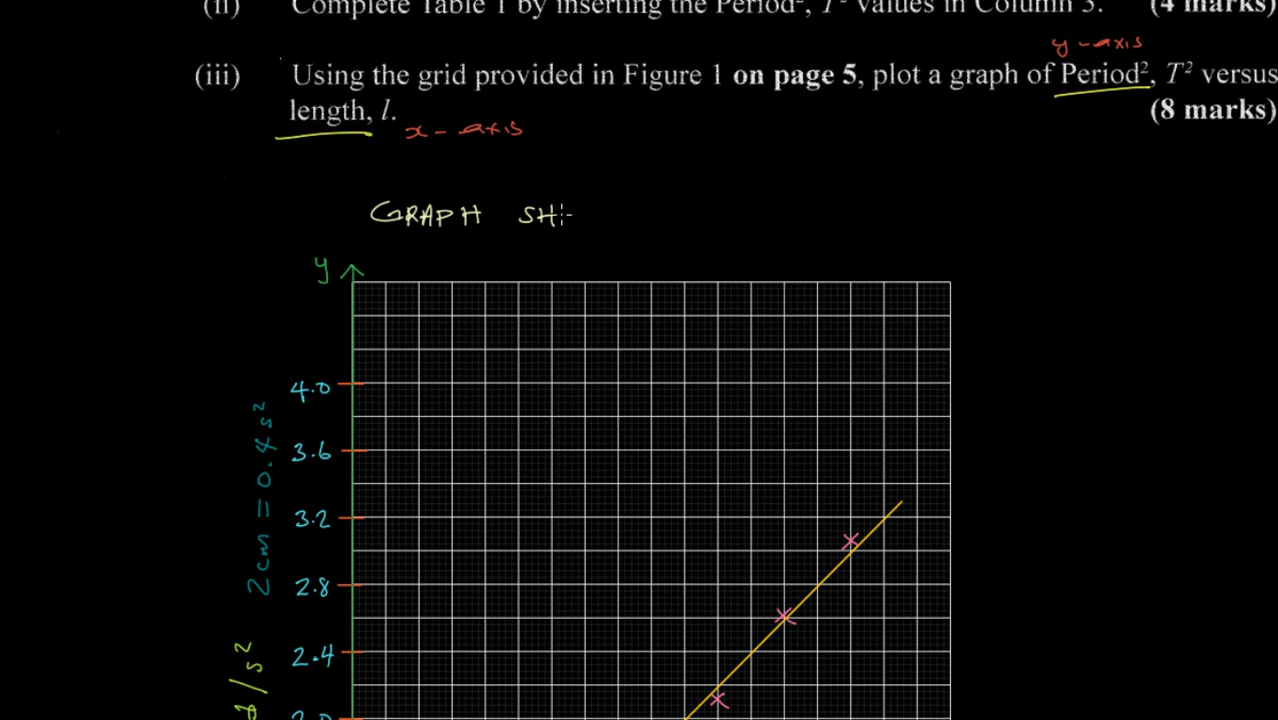 (ii) Complete Table 1 by inserting the Period², T² values in Column 3. (4 marks)
y-axis
(iii) Using the grid provided in Figure 1 on page 5, plot a graph of Period², T² versus
length, l. (8 marks)
x-axis
GRAPH SH
y
4.0
3.6
3.2
2.8
2.4
2.0
2cm = 0.4s²
/s²